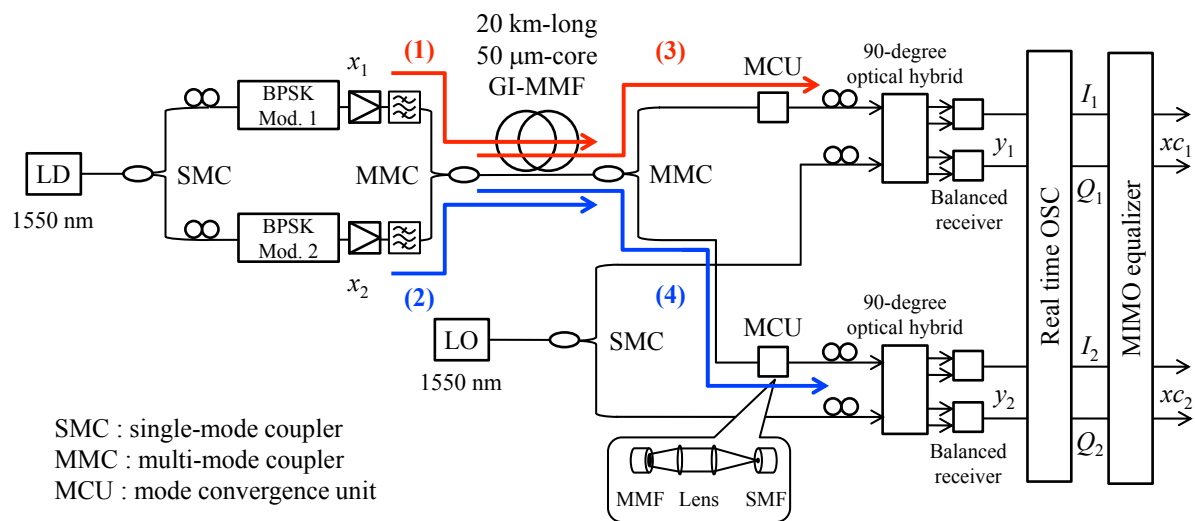 20 km-long
50 μm-core
GI-MMF
(1)
(3)
x1
BPSK
Mod. 1
MCU
90-degree
optical hybrid
I1
y1
xc1
LD
SMC
MMC
MMC
1550 nm
Balanced
receiver
Q1
BPSK
Mod. 2
x2
(2)
(4)
Real time OSC
MIMO equalizer
LO
SMC
1550 nm
MCU
90-degree
optical hybrid
I2
y2
xc2
Balanced
receiver
Q2
SMC : single-mode coupler
MMC : multi-mode coupler
MCU : mode convergence unit
MMF
Lens
SMF